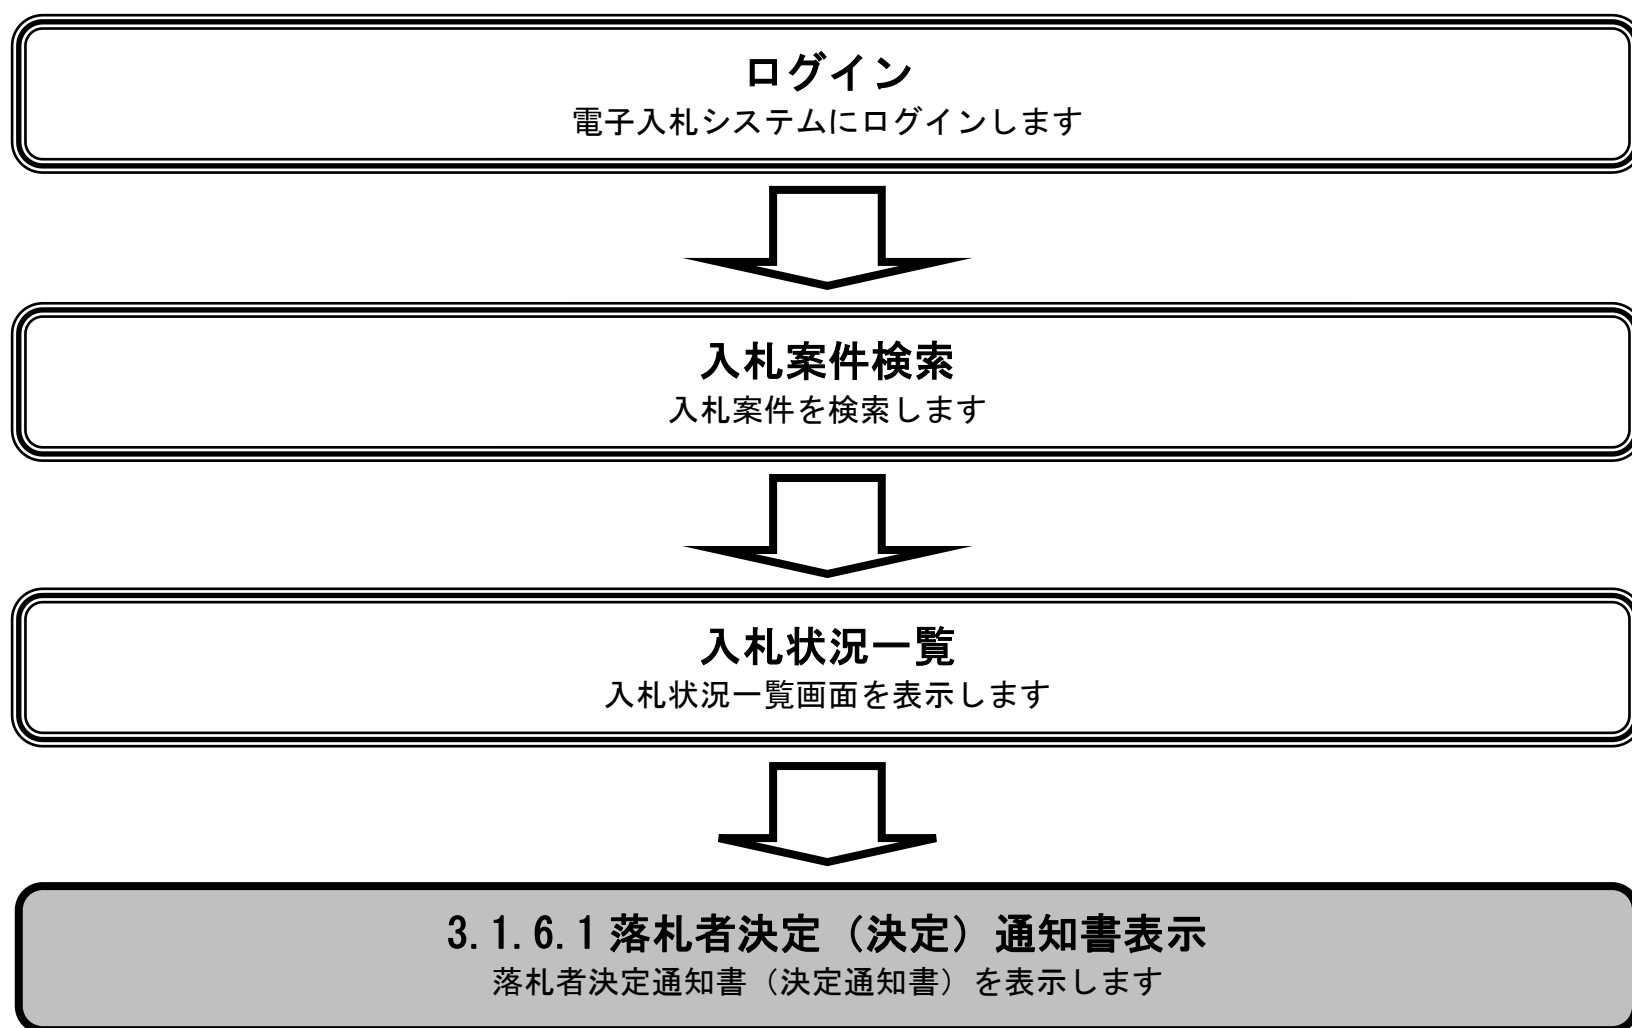 ログイン
電子入札システムにログインします
入札案件検索
入札案件を検索します
入札状況一覧
入札状況一覧画面を表示します
3.1.6.1 落札者決定（決定）通知書表示
落札者決定通知書（決定通知書）を表示します